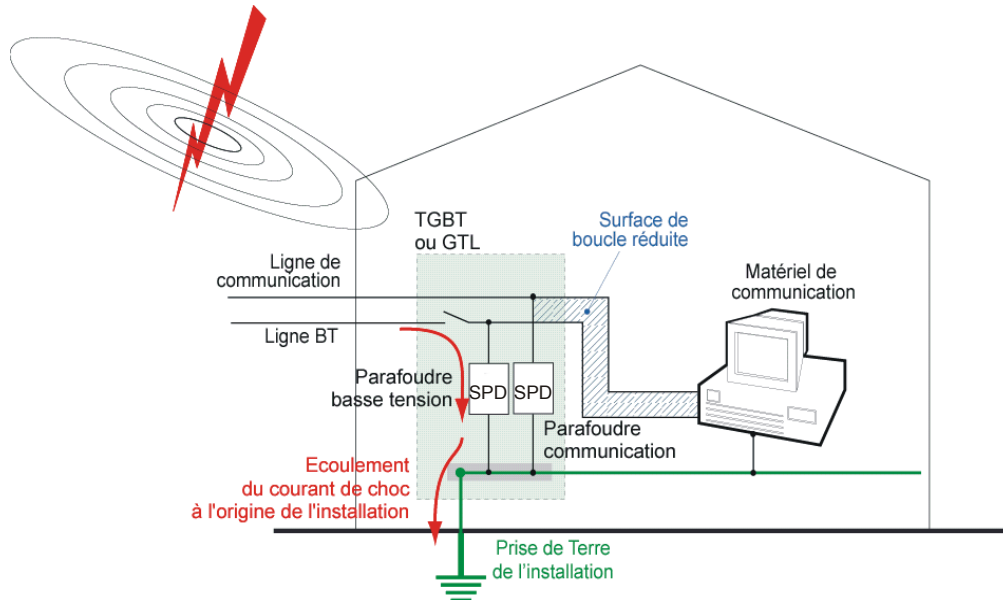 TGBT
ou GTL
Surface de
boucle réduite
Ligne de
communication
Matériel de
communication
Ligne BT
Parafoudre
basse tension
SPD
SPD
Parafoudre
communication
Ecoulement
du courant de choc
à l'origine de l'installation
Prise de Terre
de l'installation